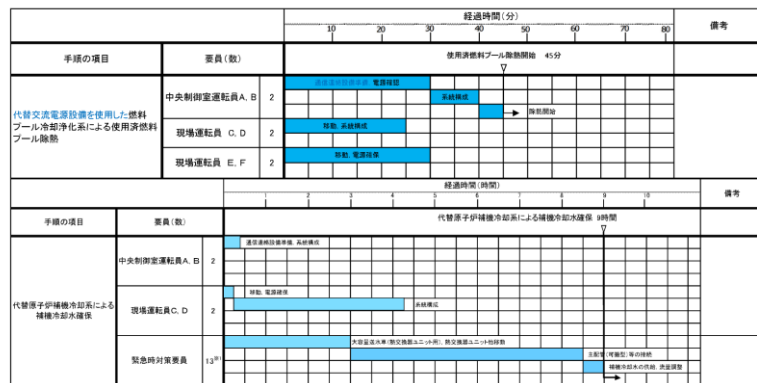 経過時間(分)
備考
10 20 30 40 50 60 70 80
手順の項目
要員(数)
使用済燃料プール除熱開始 45分
代替交流電源設備を使用した燃料
プール冷却浄化系による使用済燃料
プール除熱
中央制御室運転員A, B
2
通信連絡設備準備, 電源確認
系統構成
除熱開始
現場運転員 C, D
2
移動, 系統構成
現場運転員 E, F
2
移動, 電源確保
経過時間(時間)
備考
1 2 3 4 5 6 7 8 9 10
手順の項目
要員(数)
代替原子炉補機冷却系による補機冷却水確保 9時間
代替原子炉補機冷却系による
補機冷却水確保
中央制御室運転員A, B
2
通信連絡設備準備, 系統構成
現場運転員C, D
2
移動, 電源確保
系統構成
緊急時対策要員
13
大容量送水車(熱交換器ユニット用), 熱交換器ユニット他移動
主配管(可搬型)等の接続
補機冷却水の供給, 流量調整